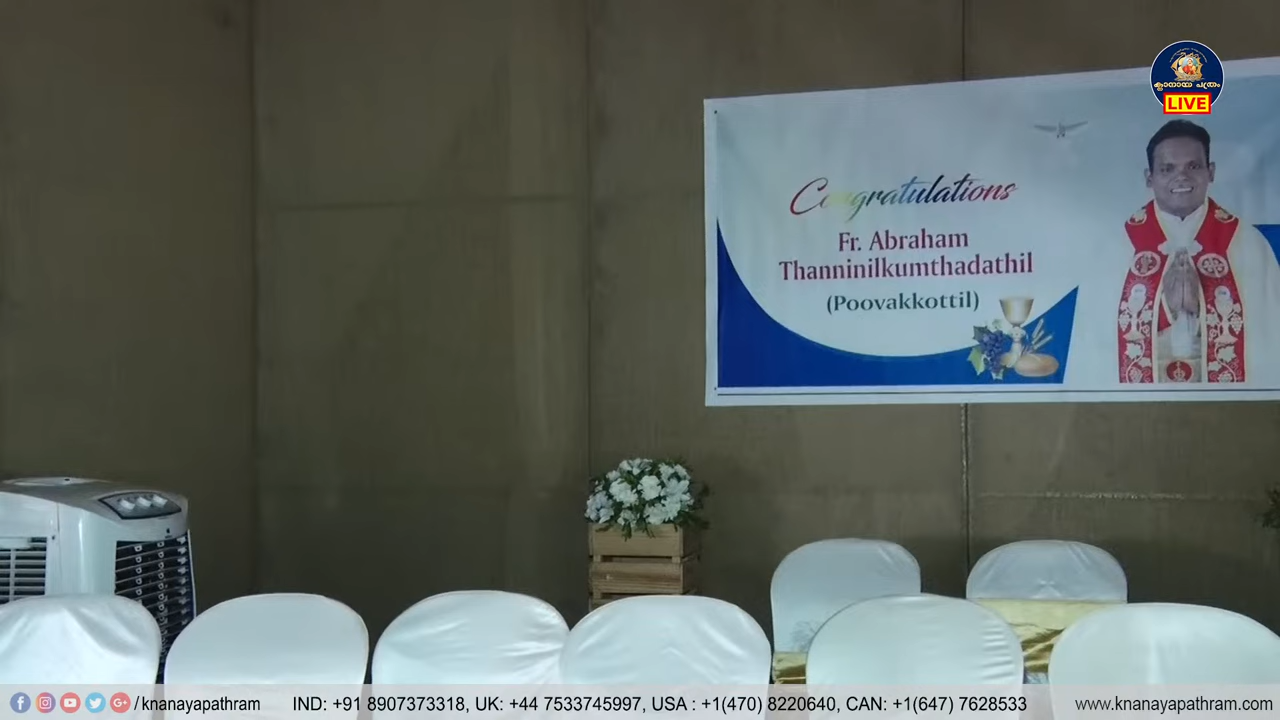 ക്നാനായ പത്രം
LIVE
Congratulations
Fr. Abraham
Thanninilkumthadathil
(Poovakkottil)
/knanayapathram IND: +91 8907373318, UK: +44 7533745997, USA : +1(470) 8220640, CAN: +1(647) 7628533 www.knanayapathram.com